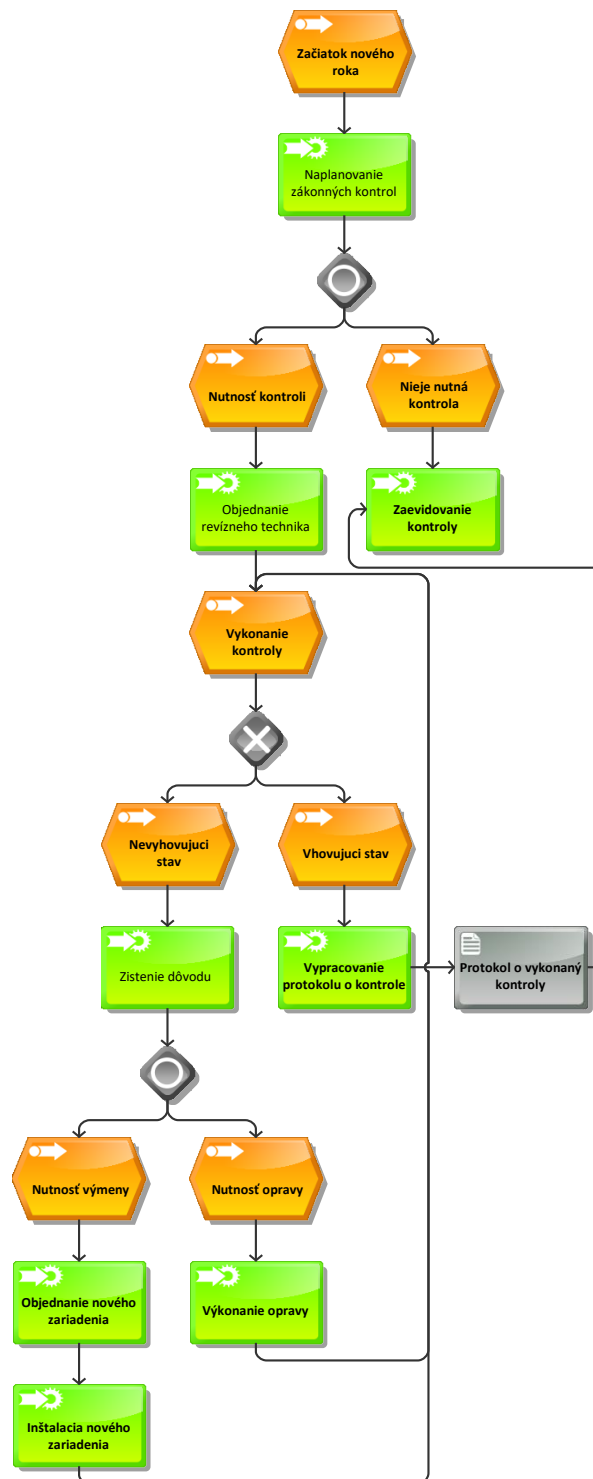 Začiatok nového
roka
Naplanovanie
zákonných kontrol
Nutnosť kontroli
Nieje nutná
kontrola
Objednanie
revízneho technika
Zaevidovanie
kontroly
Vykonanie
kontroly
Nevyhovujuci
stav
Vhovujuci stav
Zistenie dôvodu
Vypracovanie
protokolu o kontrole
Protokol o vykonaný
kontroly
Nutnosť výmeny
Nutnosť opravy
Objednanie nového
zariadenia
Výkonanie opravy
Inštalacia nového
zariadenia